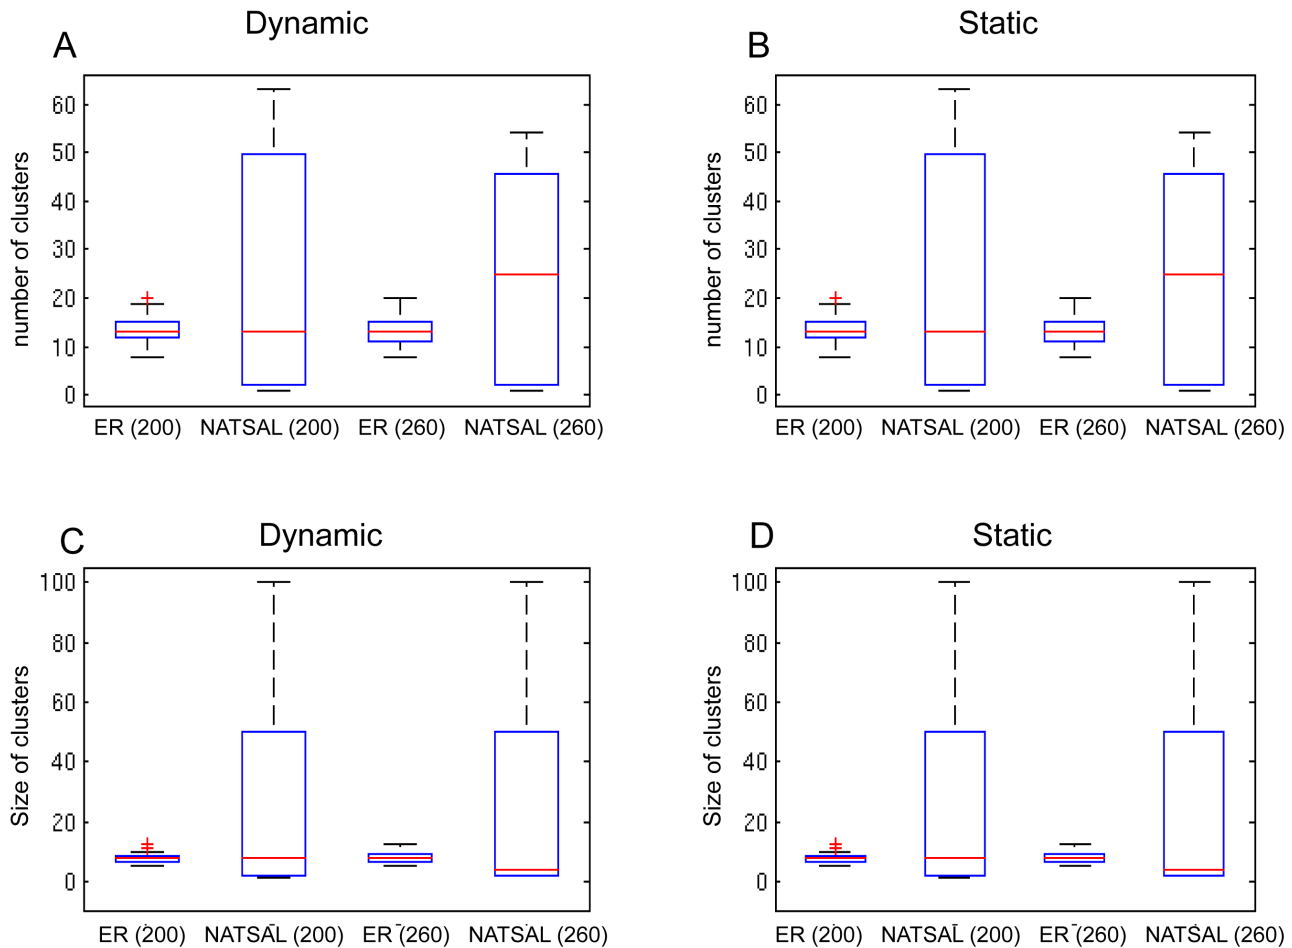 Dynamic
Static
A
B
60
50
40
30
20
10
0
number of clusters
ER (200) NATSAL (200) ER (260) NATSAL (260)
60
50
40
30
20
10
0
number of clusters
ER (200) NATSAL (200) ER (260) NATSAL (260)
C
Dynamic
D
Static
100
80
60
40
20
0
Size of clusters
ER (200) NATSAL (200) ER (260) NATSAL (260)
100
80
60
40
20
0
Size of clusters
ER (200) NATSAL (200) ER (260) NATSAL (260)